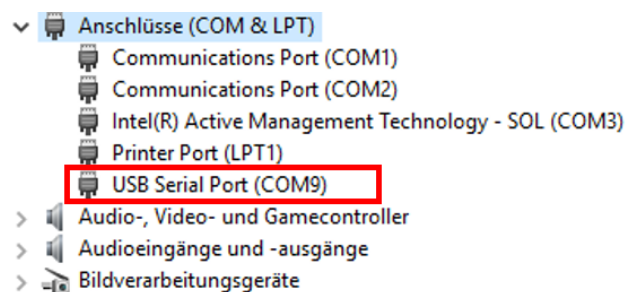 Anschlüsse (COM & LPT)
Communications Port (COM1)
Communications Port (COM2)
Intel(R) Active Management Technology - SOL (COM3)
Printer Port (LPT1)
USB Serial Port (COM9)
Audio-, Video- und Gamecontroller
Audioeingänge und -ausgänge
Bildverarbeitungsgeräte